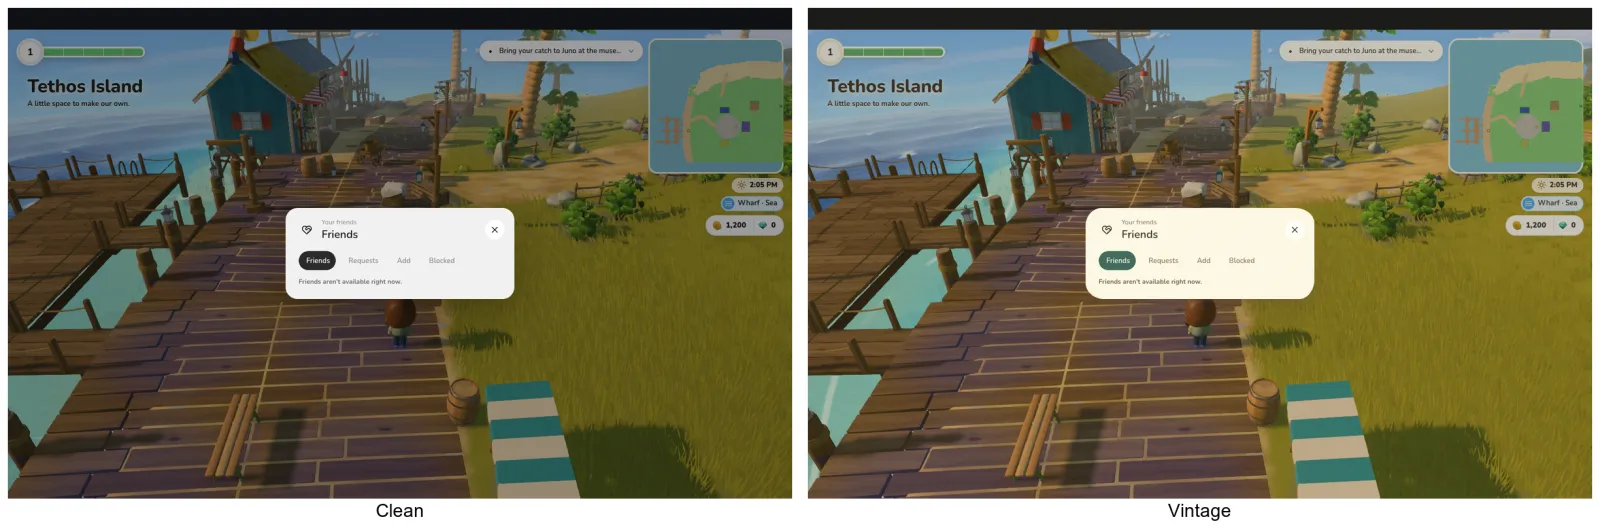 1
Bring your catch to Juno at the muse...
Tethos Island
A little space to make our own.
2:05 PM
Wharf · Sea
1,200 0
Your friends
Friends
Friends Requests Add Blocked
Friends aren't available right now.
Clean
1
Bring your catch to Juno at the muse...
Tethos Island
A little space to make our own.
2:05 PM
Wharf · Sea
1,200 0
Your friends
Friends
Friends Requests Add Blocked
Friends aren't available right now.
Vintage